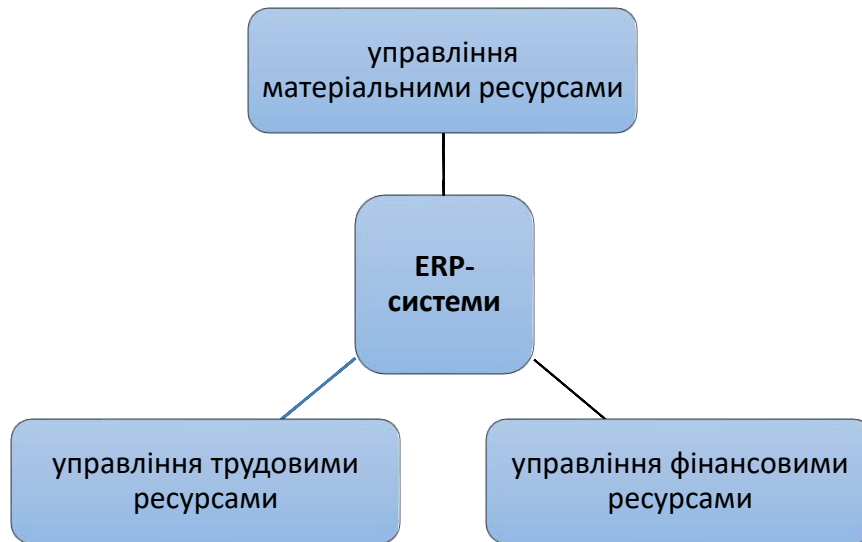 управління
матеріальними ресурсами
ERP-
системи
управління трудовими
ресурсами
управління фінансовими
ресурсами